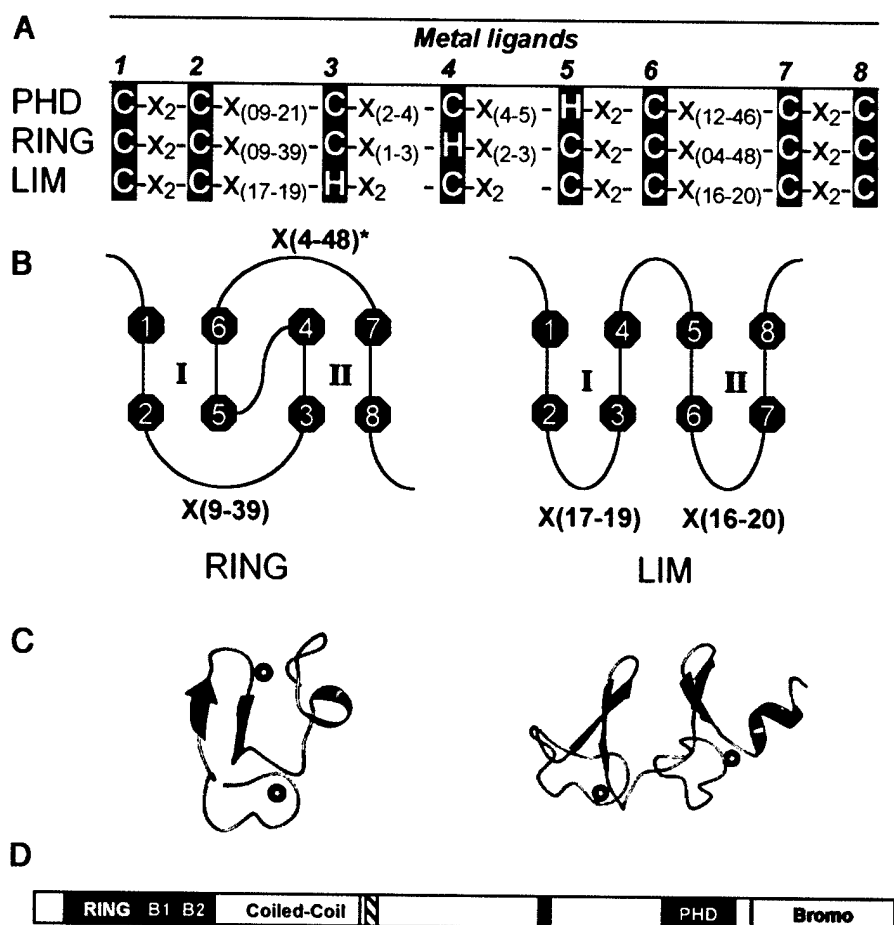 A
Metal ligands
1 2 3 4 5 6 7 8
PHD C-X2-C-X(09-21)-C-X(2-4)-C-X(4-5)-H-X2-C-X(12-46)-C-X2-C
RING C-X2-C-X(09-39)-C-X(1-3)-H-X(2-3)-C-X2-C-X(04-48)-C-X2-C
LIM C-X2-C-X(17-19)-H-X2 -C-X2 -C-X2-C-X(16-20)-C-X2-C
B
X(4-48)*
1 6 4 7
I II
2 5 3 8
X(9-39)
RING
1 4 5 8
I II
2 3 6 7
X(17-19) X(16-20)
LIM
C
D
RING B1 B2 Coiled-Coil PHD Bromo